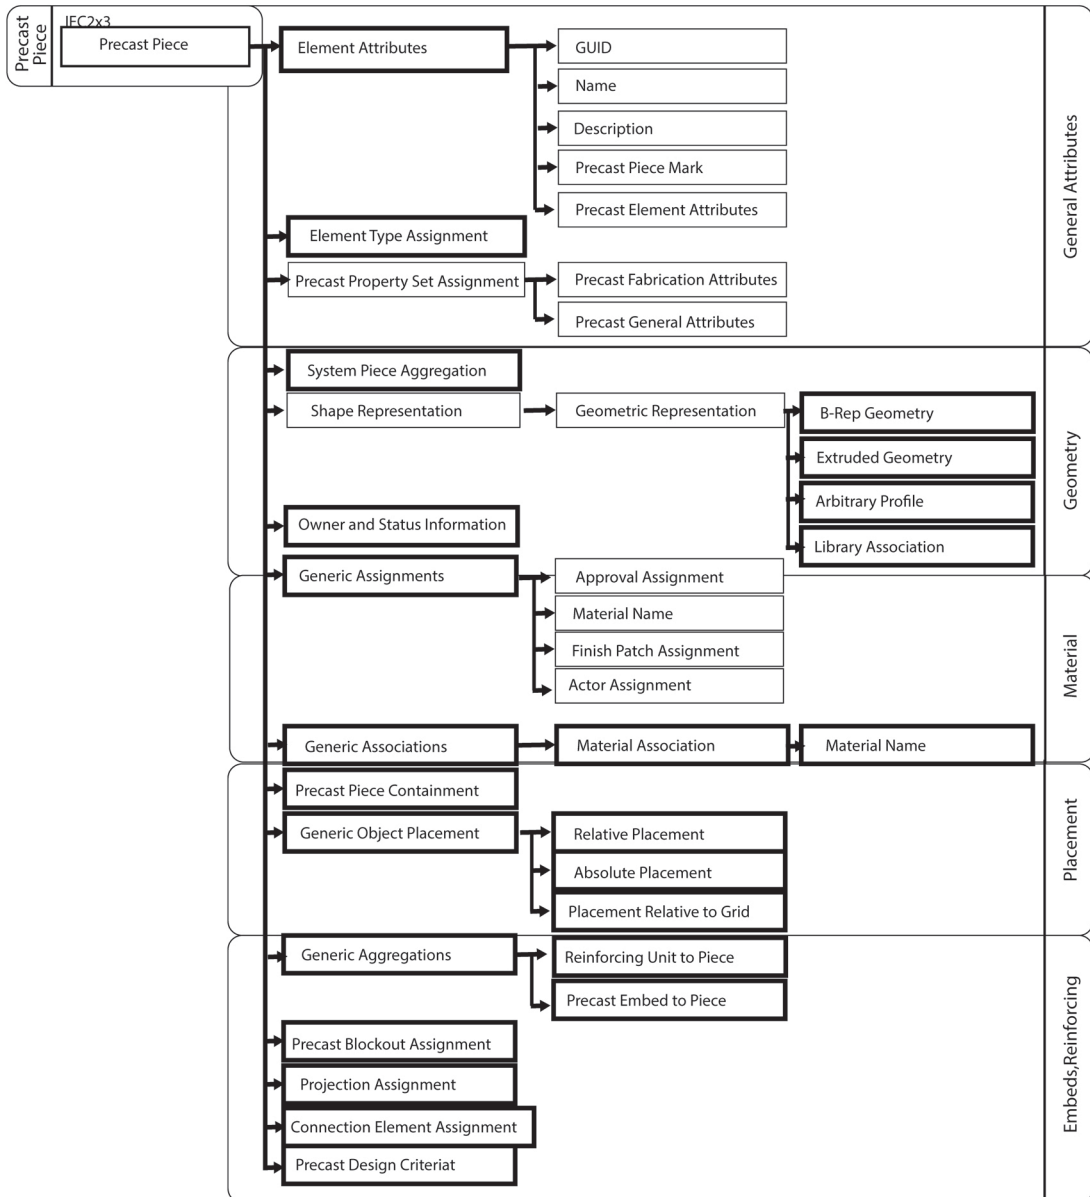 Precast
Piece
IFC2x3
Precast Piece
Element Attributes
GUID
Name
Description
Precast Piece Mark
Precast Element Attributes
Element Type Assignment
Precast Property Set Assignment
Precast Fabrication Attributes
Precast General Attributes
General Attributes
System Piece Aggregation
Shape Representation
Geometric Representation
B-Rep Geometry
Extruded Geometry
Arbitrary Profile
Library Association
Owner and Status Information
Geometry
Generic Assignments
Approval Assignment
Material Name
Finish Patch Assignment
Actor Assignment
Generic Associations
Material Association
Material Name
Material
Precast Piece Containment
Generic Object Placement
Relative Placement
Absolute Placement
Placement Relative to Grid
Placement
Generic Aggregations
Reinforcing Unit to Piece
Precast Embed to Piece
Precast Blockout Assignment
Projection Assignment
Connection Element Assignment
Precast Design Criteriat
Embeds,Reinforcing